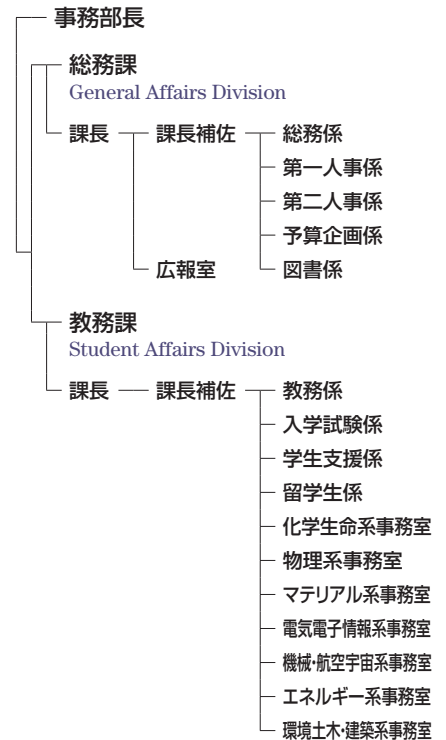 事務部長
総務課
General Affairs Division
課長 課長補佐 総務係
第一人事係
第二人事係
予算企画係
広報室 図書係
教務課
Student Affairs Division
課長 課長補佐 教務係
入学試験係
学生支援係
留学生係
化学生命系事務室
物理系事務室
マテリアル系事務室
電気電子情報系事務室
機械・航空宇宙系事務室
エネルギー系事務室
環境土木・建築系事務室